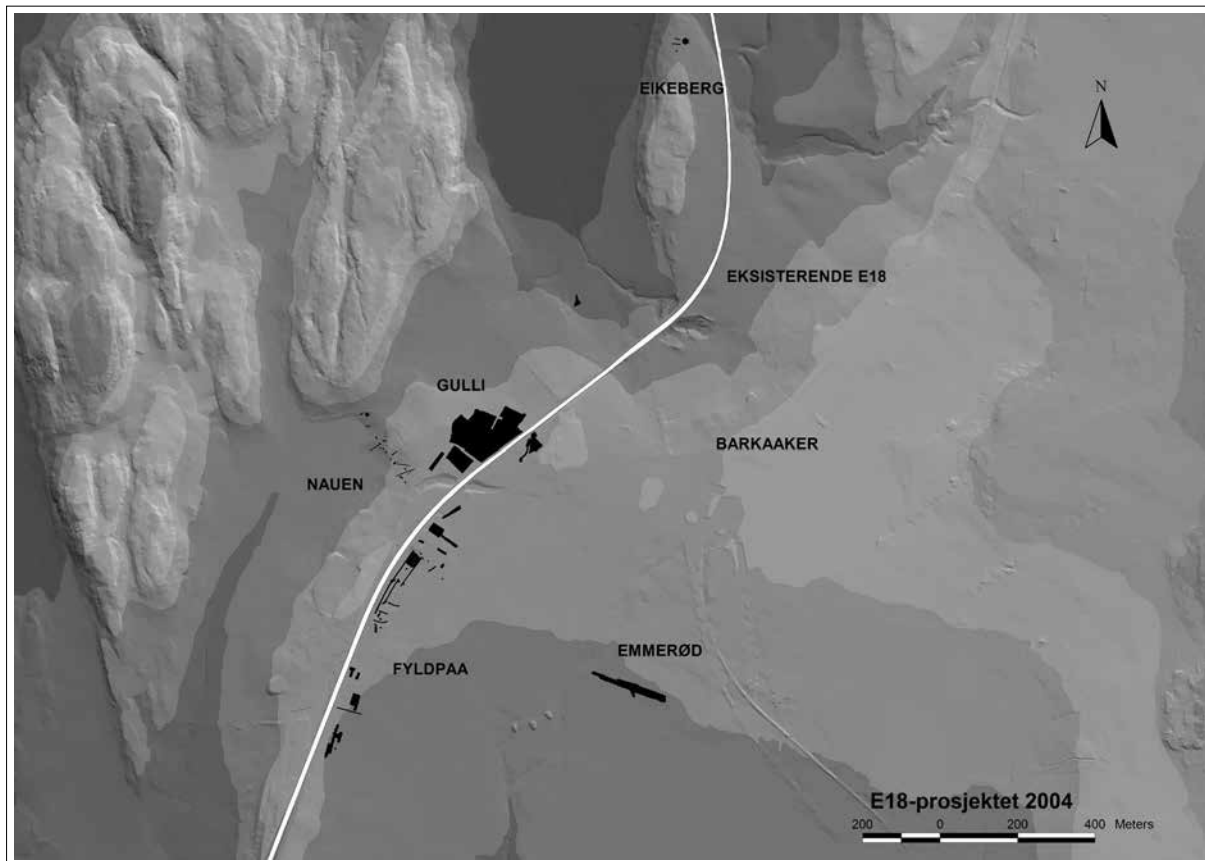 EIKEBERG
N
EKSISTERENDE E18
GULLI
BARKAAKER
NAUEN
EMMERØD
FYLDPAA
E18-prosjektet 2004
200 0 200 400 Meters